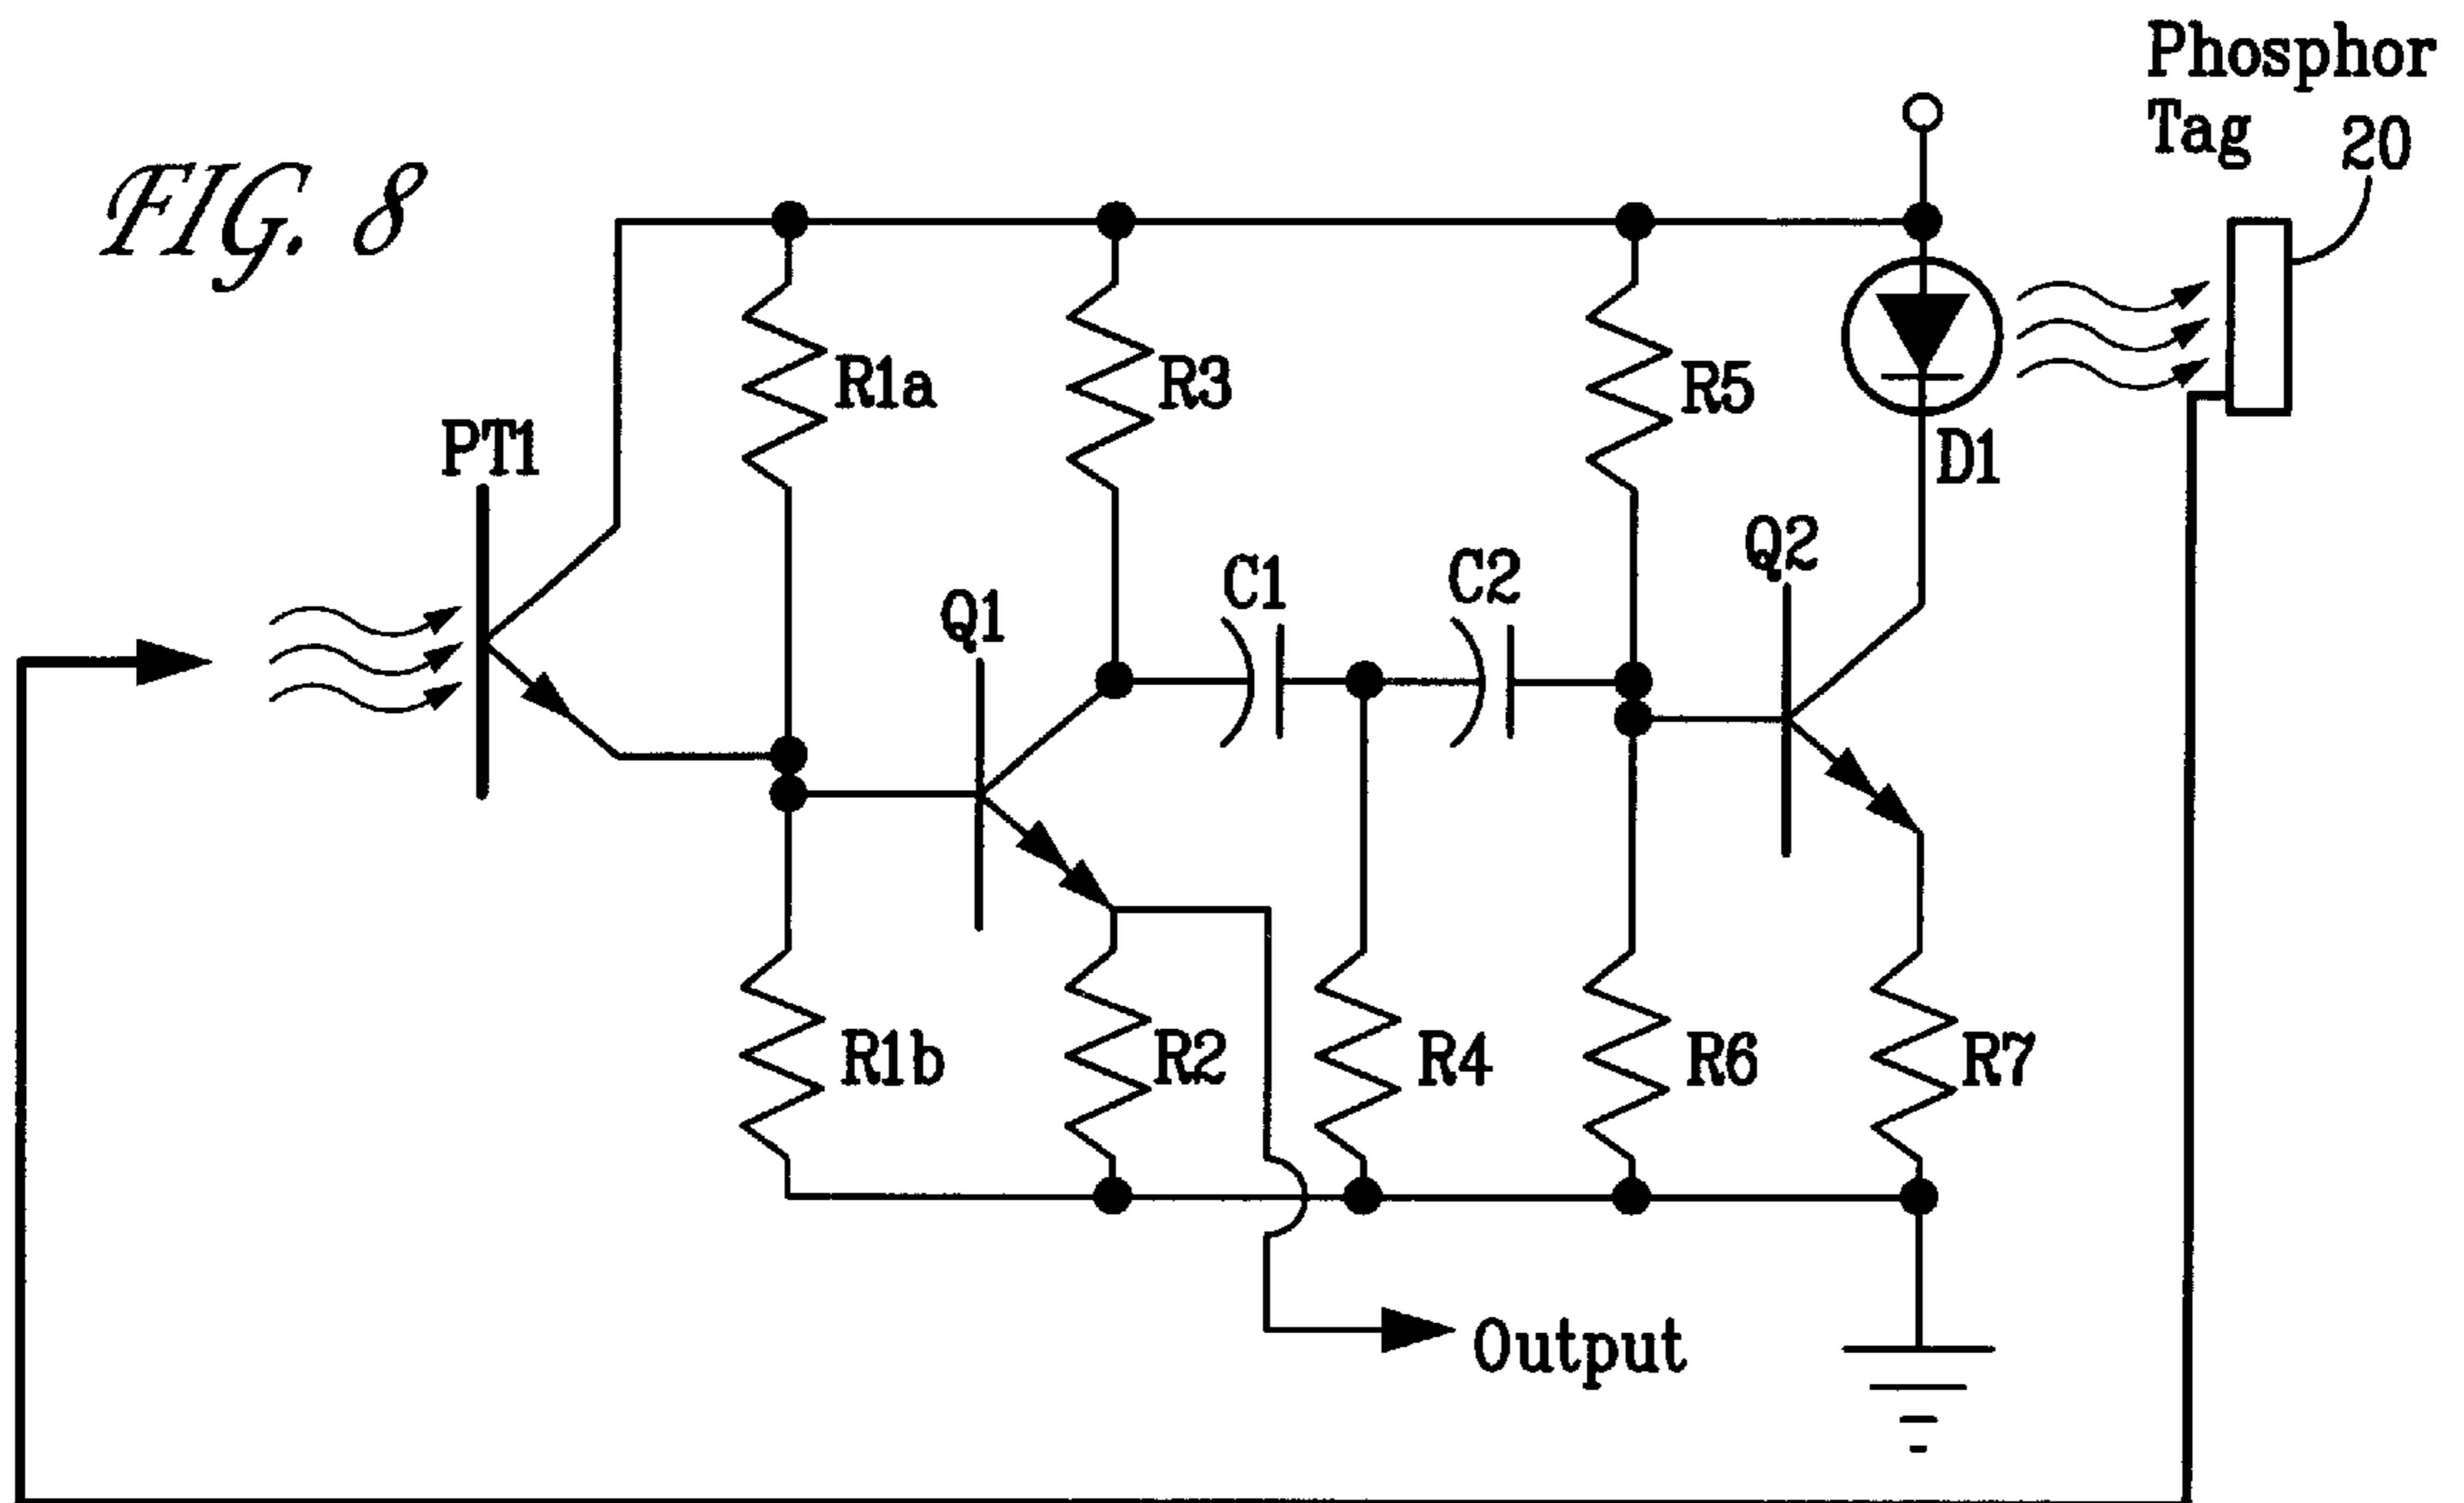 FIG. 8
Phosphor
Tag 20
PT1
R1a
R3
R5
D1
Q1
C1
C2
Q2
R1b
R2
R4
R6
R7
Output